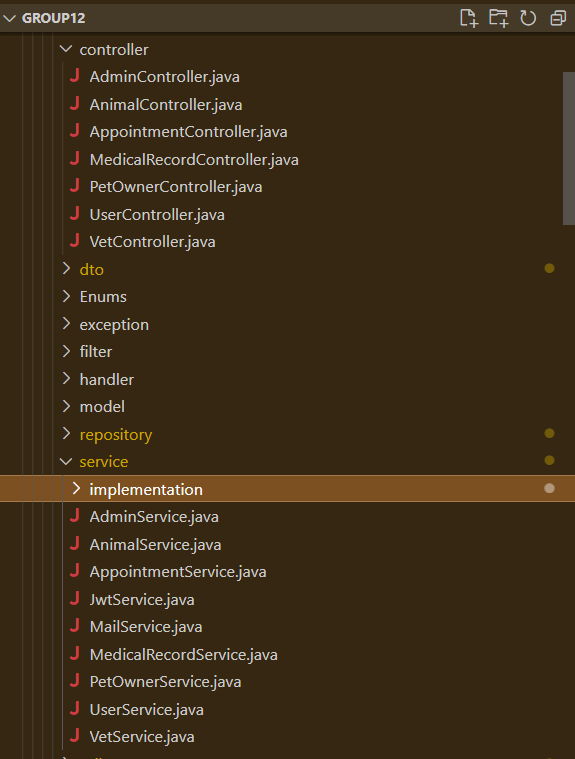 GROUP12
controller
J AdminController.java
J AnimalController.java
J AppointmentController.java
J MedicalRecordController.java
J PetOwnerController.java
J UserController.java
J VetController.java
dto
Enums
exception
filter
handler
model
repository
service
implementation
J AdminService.java
J AnimalService.java
J AppointmentService.java
J JwtService.java
J MailService.java
J MedicalRecordService.java
J PetOwnerService.java
J UserService.java
J VetService.java